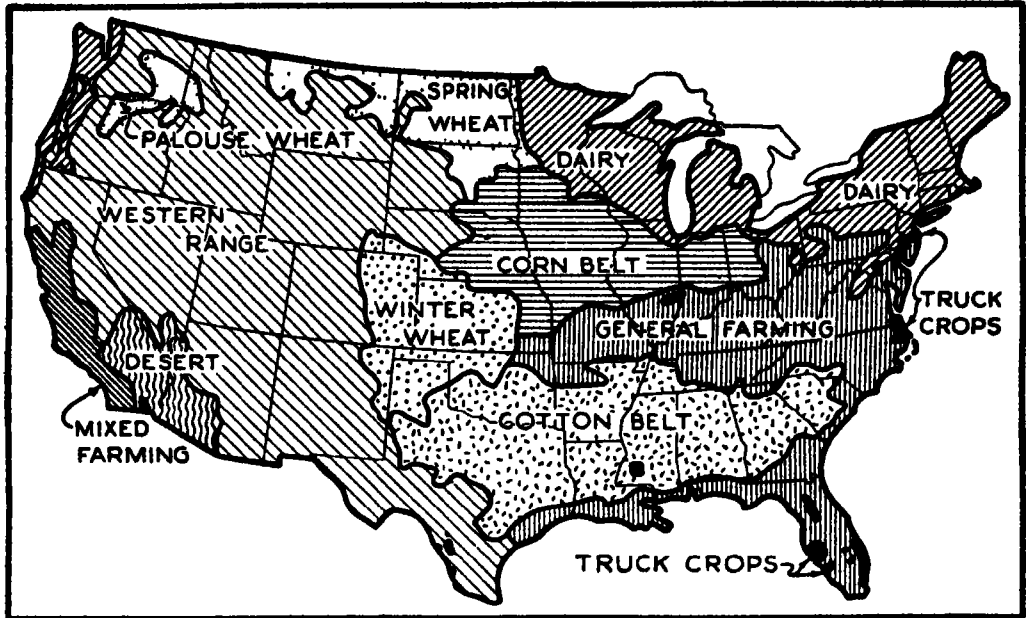 SPRING
WHEAT
PALOUSE WHEAT
DAIRY
DAIRY
WESTERN
RANGE
CORN BELT
TRUCK
CROPS
WINTER
WHEAT
GENERAL FARMING
DESERT
COTTON BELT
MIXED
FARMING
TRUCK CROPS